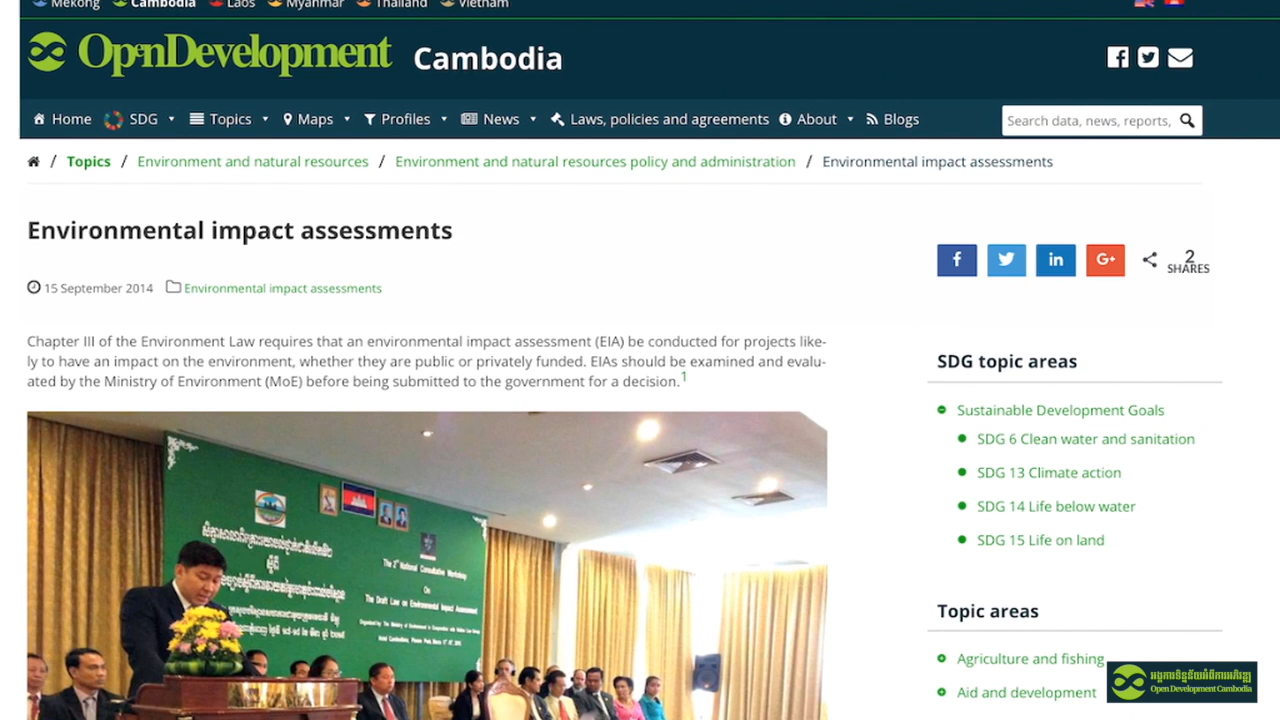 Mekong Cambodia Laos Myanmar Thailand Vietnam
OpenDevelopment Cambodia
Home SDG Topics Maps Profiles News Laws, policies and agreements About Blogs Search data, news, reports,
/ Topics / Environment and natural resources / Environment and natural resources policy and administration / Environmental impact assessments
Environmental impact assessments
15 September 2014 Environmental impact assessments
2
SHARES
Chapter III of the Environment Law requires that an environmental impact assessment (EIA) be conducted for projects like-
ly to have an impact on the environment, whether they are public or privately funded. EIAs should be examined and evalu-
ated by the Ministry of Environment (MoE) before being submitted to the government for a decision.1
The 2nd National Consultative Workshop
On
The Draft Law on Environmental Impact Assessment
SDG topic areas
Sustainable Development Goals
SDG 6 Clean water and sanitation
SDG 13 Climate action
SDG 14 Life below water
SDG 15 Life on land
Topic areas
Agriculture and fishing
Aid and development
Open Development Cambodia